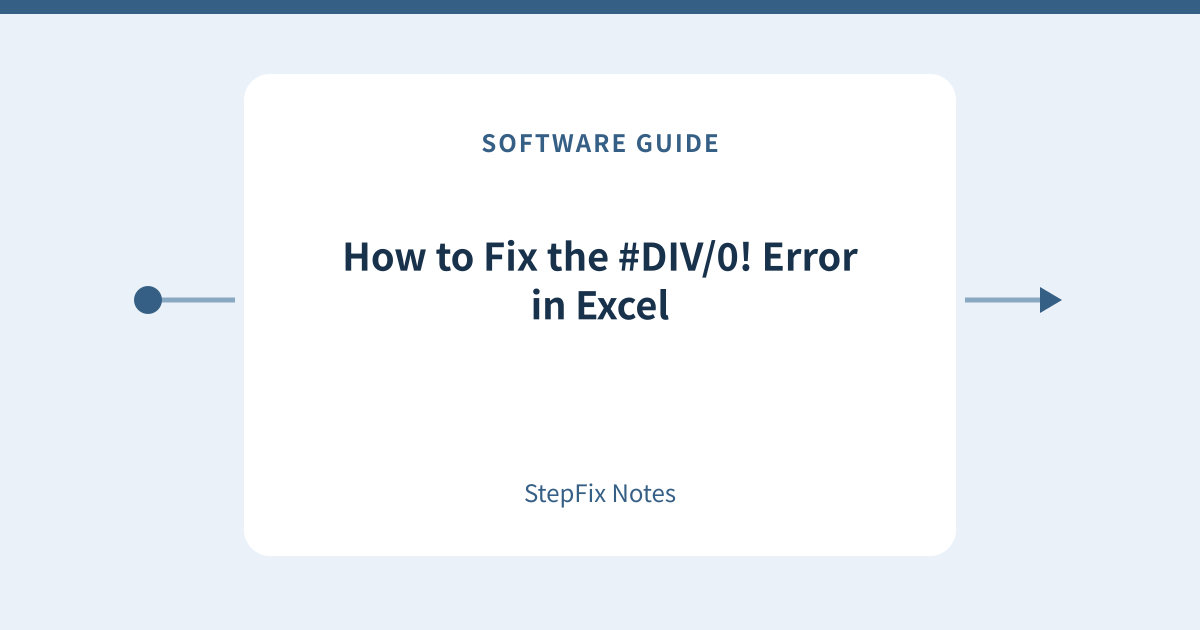 SOFTWARE GUIDE
How to Fix the #DIV/0! Error
in Excel
StepFix Notes